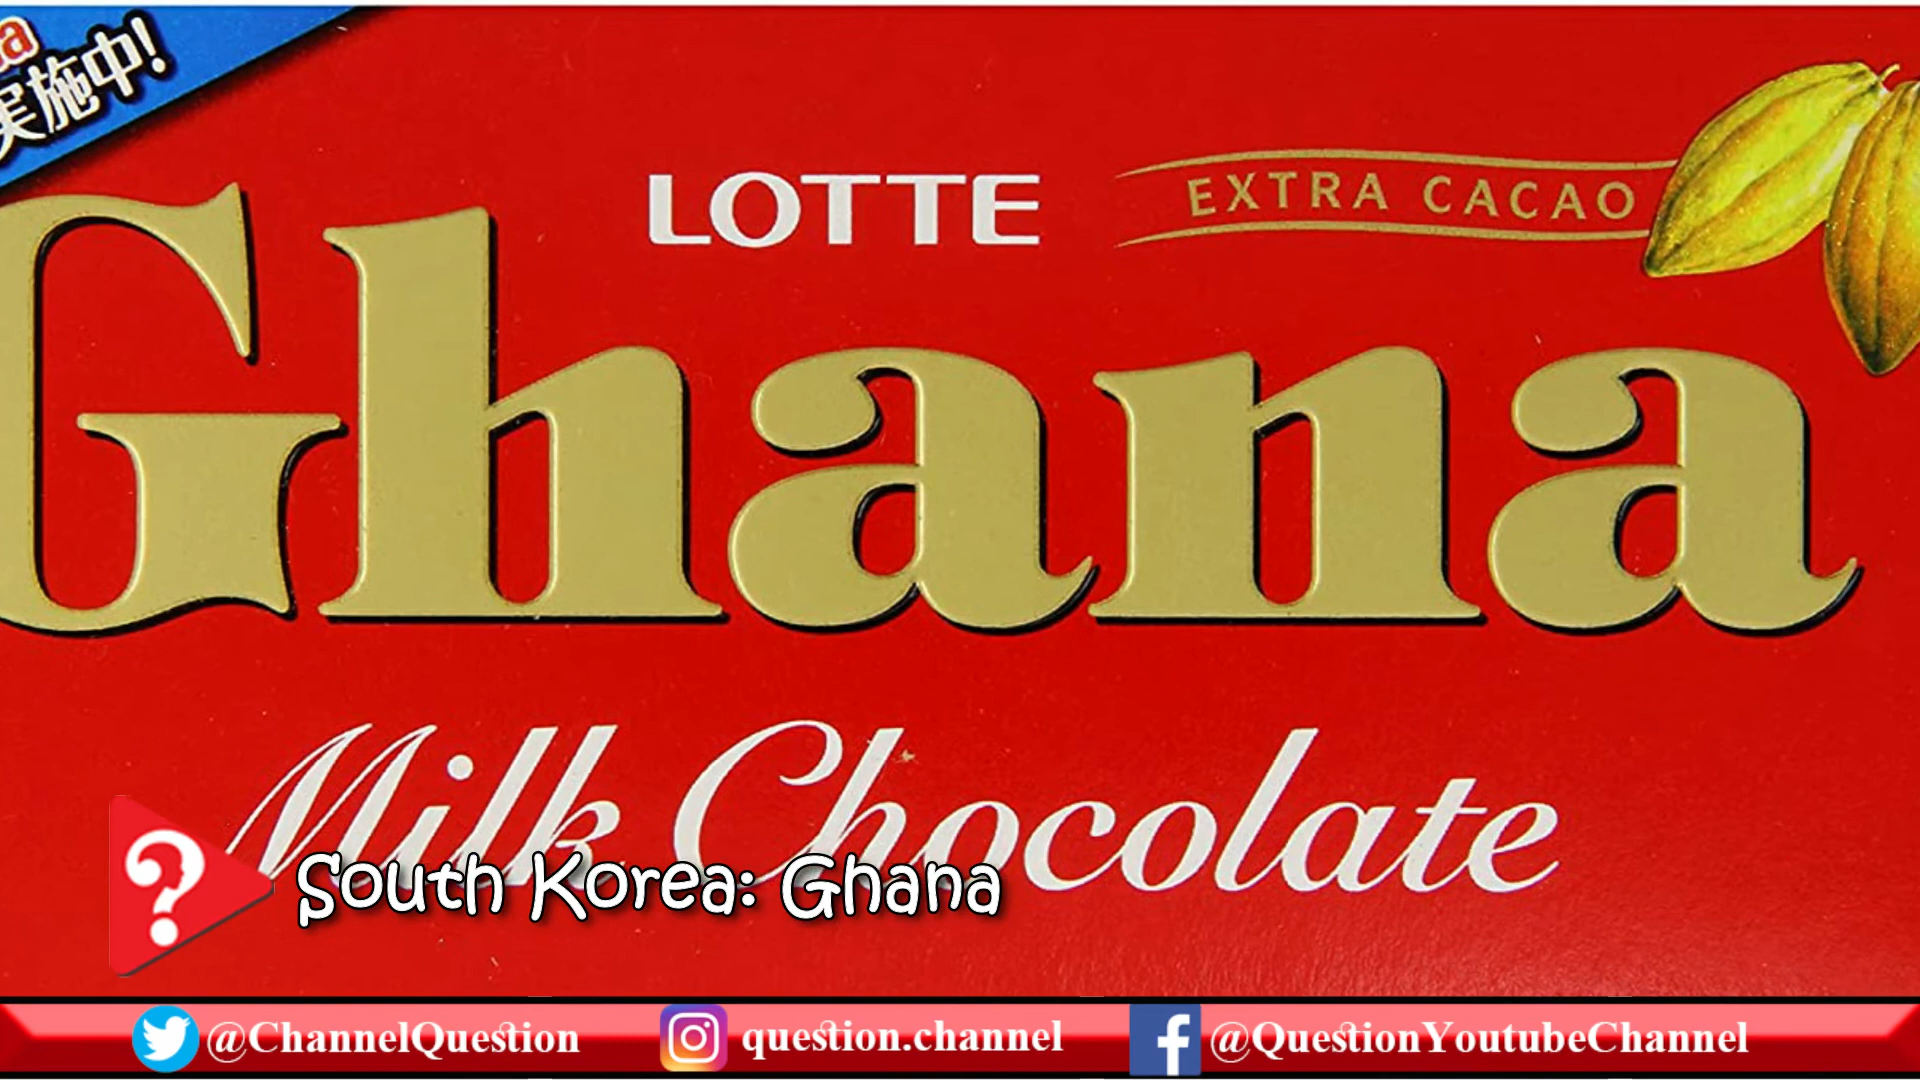 a
実施中!
LOTTE
EXTRA CACAO
Ghana
Milk Chocolate
?
South Korea: Ghana
@ChannelQuestion
question.channel
@QuestionYoutubeChannel